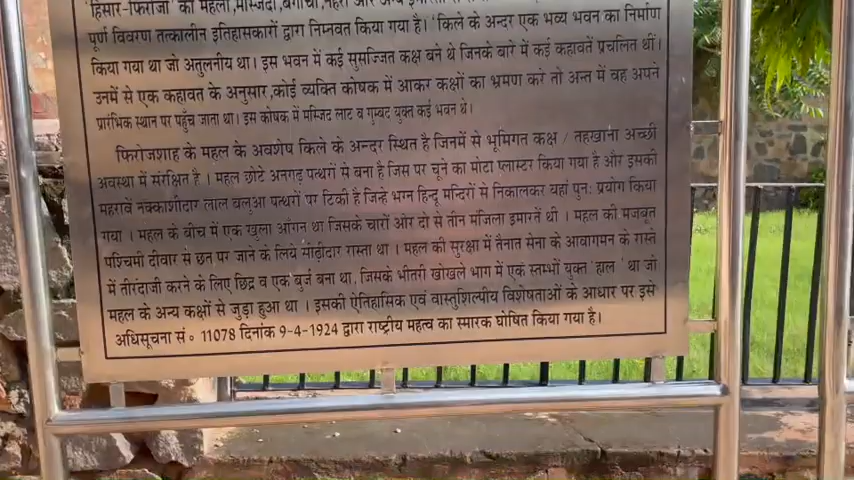 हिसार-फिरोजा' का महलों, मस्जिदों, बगीचों, नहरों और अन्य इमारतों
पूर्ण विवरण तत्कालीन इतिहासकारों द्वारा निम्नवत किया गया है। 'किले के अन्दर एक भव्य भवन का निर्माण
किया गया था जो अतुलनीय था। इस भवन में कई सुसज्जित कक्ष बने थे जिनके बारे में कई कहावतें प्रचलित थीं।
उनमें से एक कहावत के अनुसार,कोई व्यक्ति कोषक में आकर कक्षों का भ्रमण करें तो अन्त में वह अपने
प्रारंभिक स्थान पर पहुँच जाता था। इस कोषक में मस्जिद लाट व गुम्बद युक्त कई भवन थे।
फिरोजशाह के महल के अवशेष किले के अन्दर स्थित है जिनमें से भूमिगत कक्ष / तहखाना अच्छी
अवस्था में संरक्षित है। महल छोटे अनगढ़ पत्थरों से बना है जिस पर चूने का मोटा प्लास्टर किया गया है और इसकी
मेहरावें नक्काशीदार लाल बलुआ पत्थरों पर टिकी है जिन्हे भग्न हिन्दू मन्दिरों से निकालकर यहां पुन: प्रयोग किया
गया। महल के बीच में एक खुला आँगन था जिसके चारों ओर दो से तीन मंजिला इमारतें थी। महल की मजबूत
पश्चिमी दीवार से छत पर जाने के लिये सीढ़ीदार रास्ता था। महल की सुरक्षा में तैनात सेना के आवागमन के रास्ते
में तीरंदाजी करने के लिए छिद्र व एक बुर्ज बना था, जिसके भीतरी खोखले भाग में एक स्तम्भों युक्त 'हाल' था जो
महल के अन्य कक्षों से जुड़ा हुआ था। इसकी ऐतिहासिक एवं वास्तुशिल्पीय विशेषताओं के आधार पर इसे
अधिसूचना सं० 11078 दिनांक 9-4-1924 द्वारा राष्ट्रीय महत्व का स्मारक घोषित किया गया है।